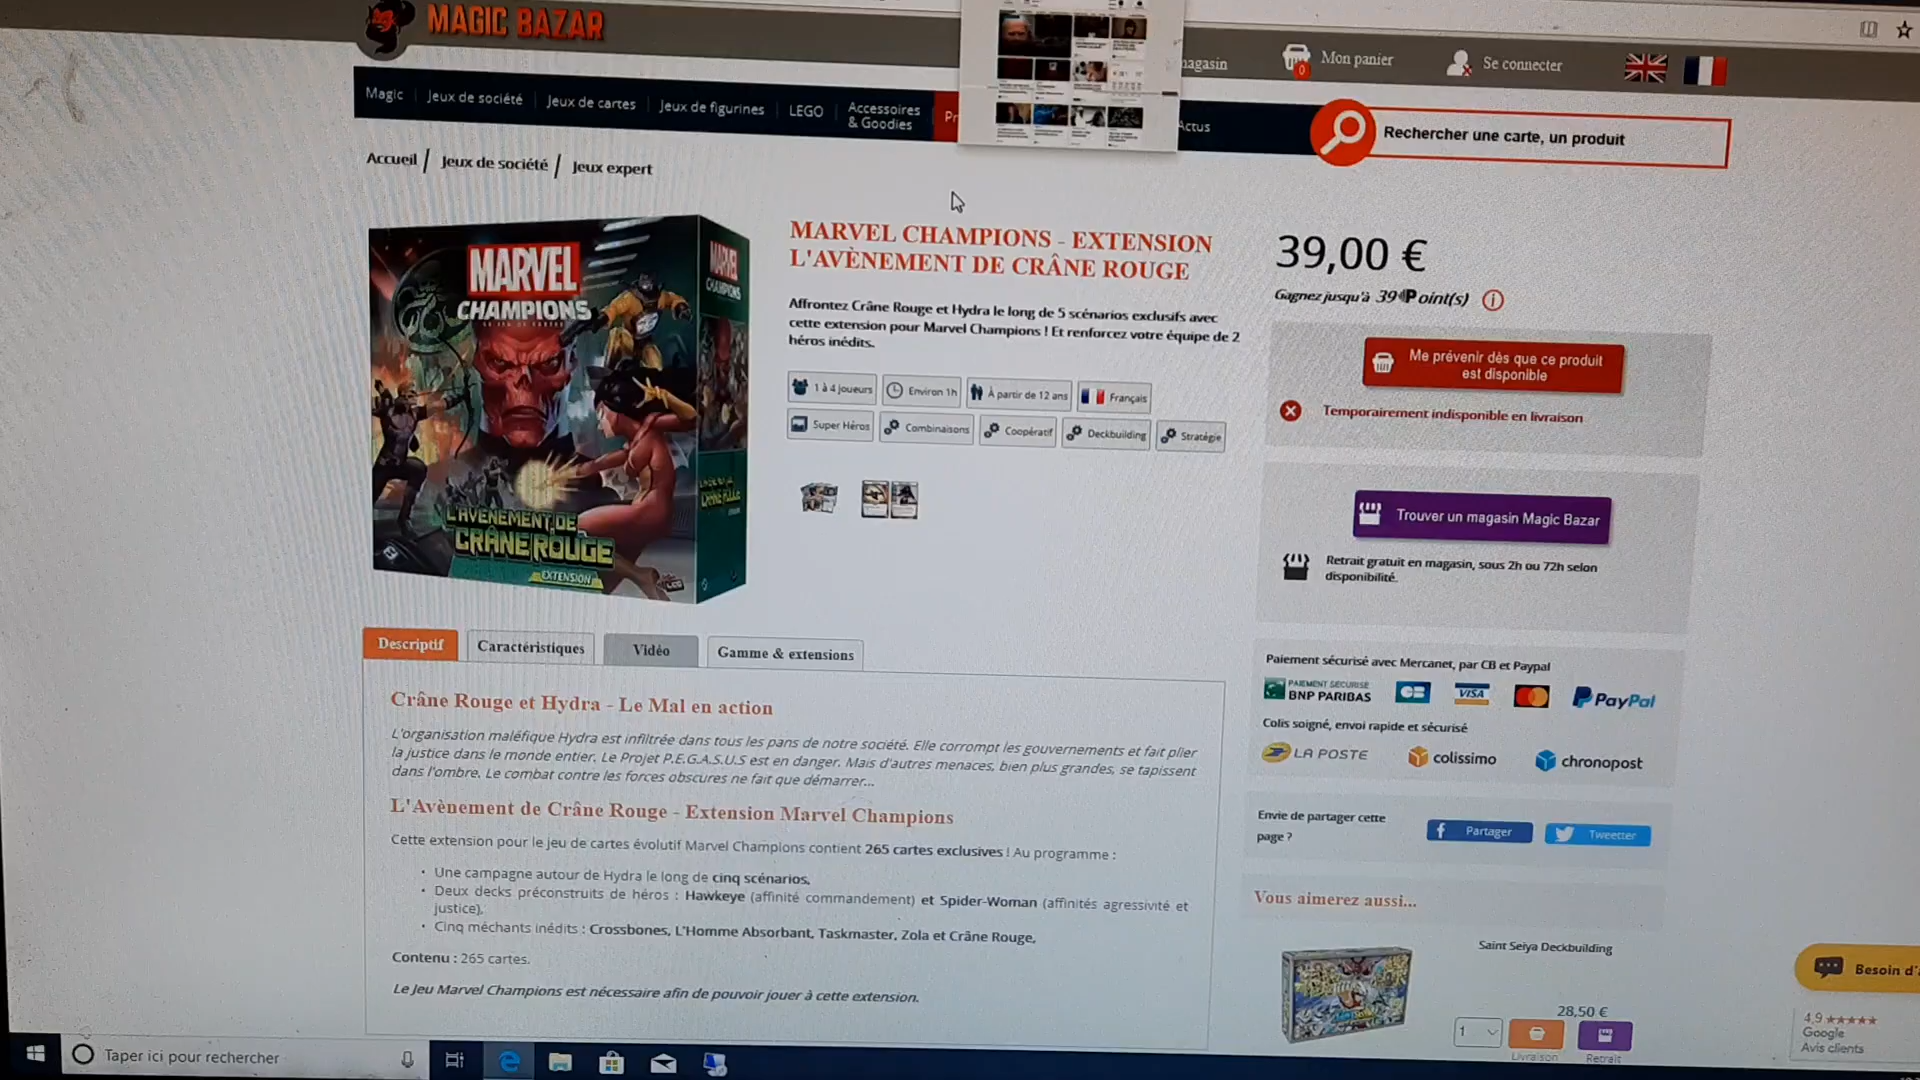 MAGIC BAZAR
magasin
Mon panier
0
Se connecter
Magic
Jeux de société
Jeux de cartes
Jeux de figurines
LEGO
Accessoires
& Goodies
Pr
Actus
Rechercher une carte, un produit
Accueil / Jeux de société / Jeux expert
MARVEL
CHAMPIONS
LE JEU DE CARTES
L'AVÈNEMENT DE
CRÂNE ROUGE
EXTENSION
MARVEL
CHAMPIONS
MARVEL CHAMPIONS - EXTENSION
L'AVÈNEMENT DE CRÂNE ROUGE
Affrontez Crâne Rouge et Hydra le long de 5 scénarios exclusifs avec
cette extension pour Marvel Champions ! Et renforcez votre équipe de 2
héros inédits.
1 à 4 joueurs
Environ 1h
À partir de 12 ans
Français
Super Héros
Combinaisons
Coopératif
Deckbuilding
Stratégie
39,00 €
Gagnez jusqu'à 39 Point(s)
Me prévenir dès que ce produit
est disponible
Temporairement indisponible en livraison
Trouver un magasin Magic Bazar
Retrait gratuit en magasin, sous 2h ou 72h selon
disponibilité.
Descriptif
Caractéristiques
Vidéo
Gamme & extensions
Crâne Rouge et Hydra - Le Mal en action
L'organisation maléfique Hydra est infiltrée dans tous les pans de notre société. Elle corrompt les gouvernements et fait plier
la justice dans le monde entier. Le Projet P.E.G.A.S.U.S est en danger. Mais d'autres menaces, bien plus grandes, se tapissent
dans l'ombre. Le combat contre les forces obscures ne fait que démarrer...
L'Avènement de Crâne Rouge - Extension Marvel Champions
Cette extension pour le jeu de cartes évolutif Marvel Champions contient 265 cartes exclusives ! Au programme :
• Une campagne autour de Hydra le long de cinq scénarios,
• Deux decks préconstruits de héros : Hawkeye (affinité commandement) et Spider-Woman (affinités agressivité et
justice),
• Cinq méchants inédits : Crossbones, L'Homme Absorbant, Taskmaster, Zola et Crâne Rouge,
Contenu : 265 cartes.
Le Jeu Marvel Champions est nécessaire afin de pouvoir jouer à cette extension.
Paiement sécurisé avec Mercanet, par CB et Paypal
PAIEMENT SECURISE
BNP PARIBAS
CB
VISA
PayPal
Colis soigné, envoi rapide et sécurisé
LA POSTE
colissimo
chronopost
Envie de partager cette
page ?
Partager
Tweetter
Vous aimerez aussi...
Saint Seiya Deckbuilding
28,50 €
1
Livraison
Retrait
Besoin d'a
4,9 ★★★★★
Google
Avis clients
Taper ici pour rechercher